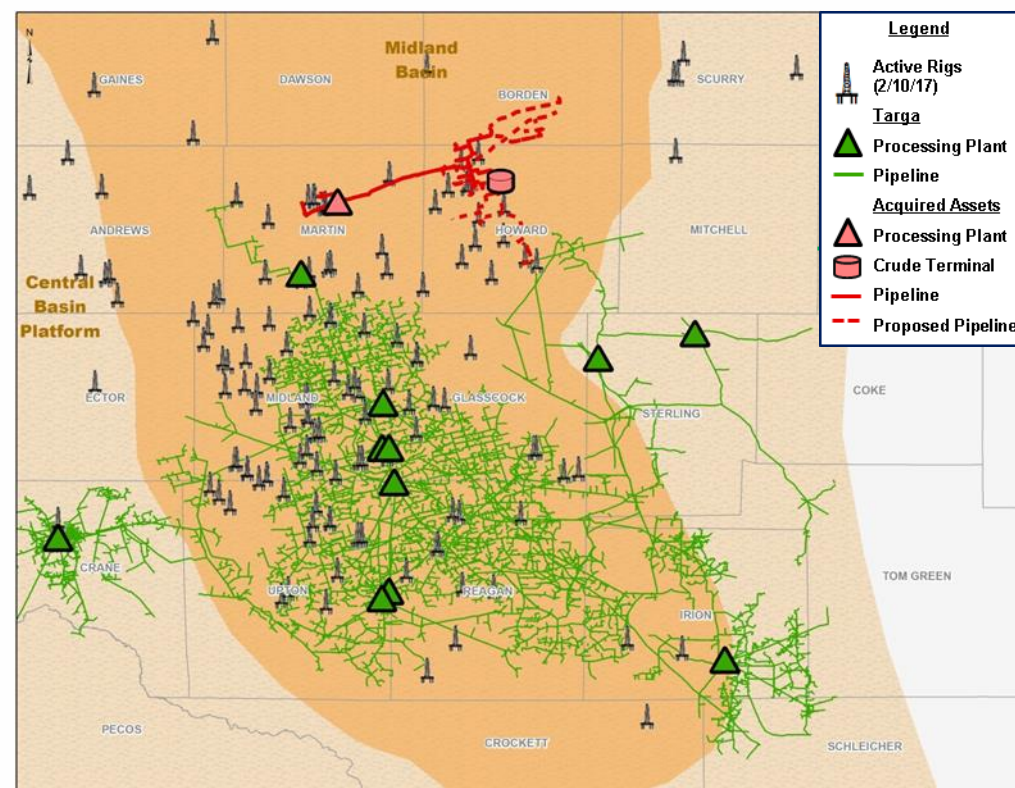 Legend
Active Rigs
(2/10/17)
Targa
Processing Plant
Pipeline
Acquired Assets
Processing Plant
Crude Terminal
Pipeline
Proposed Pipeline
N
Midland
Basin
GAINES
DAWSON
BORDEN
SCURRY
ANDREWS
MARTIN
HOWARD
MITCHELL
Central
Basin
Platform
ECTOR
MIDLAND
GLASSCOCK
STERLING
COKE
CRANE
UPTON
REAGAN
IRION
TOM GREEN
PECOS
CROCKETT
SCHLEICHER